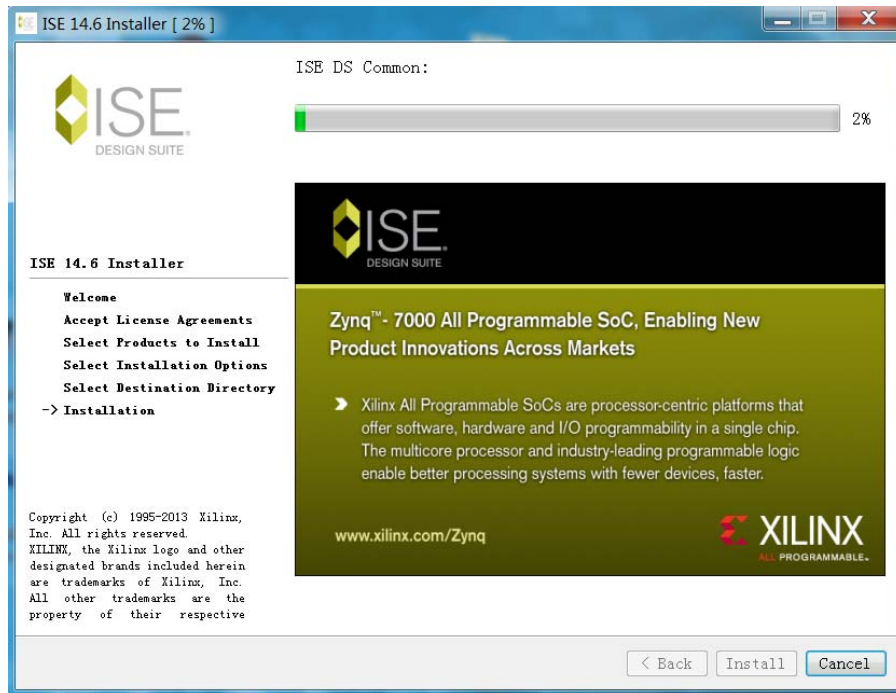 ISE 14.6 Installer [ 2% ]
ISE DS Common:
2%
ISE®
DESIGN SUITE
ISE 14.6 Installer
Welcome
Accept License Agreements
Select Products to Install
Select Installation Options
Select Destination Directory
-> Installation
Copyright (c) 1995-2013 Xilinx,
Inc. All rights reserved.
XILINX, the Xilinx logo and other
designated brands included herein
are trademarks of Xilinx, Inc.
All other trademarks are the
property of their respective
ISE®
DESIGN SUITE
Zynq™- 7000 All Programmable SoC, Enabling New
Product Innovations Across Markets
Xilinx All Programmable SoCs are processor-centric platforms that
offer software, hardware and I/O programmability in a single chip.
The multicore processor and industry-leading programmable logic
enable better processing systems with fewer devices, faster.
www.xilinx.com/Zynq
XILINX
ALL PROGRAMMABLE™
< Back
Install
Cancel